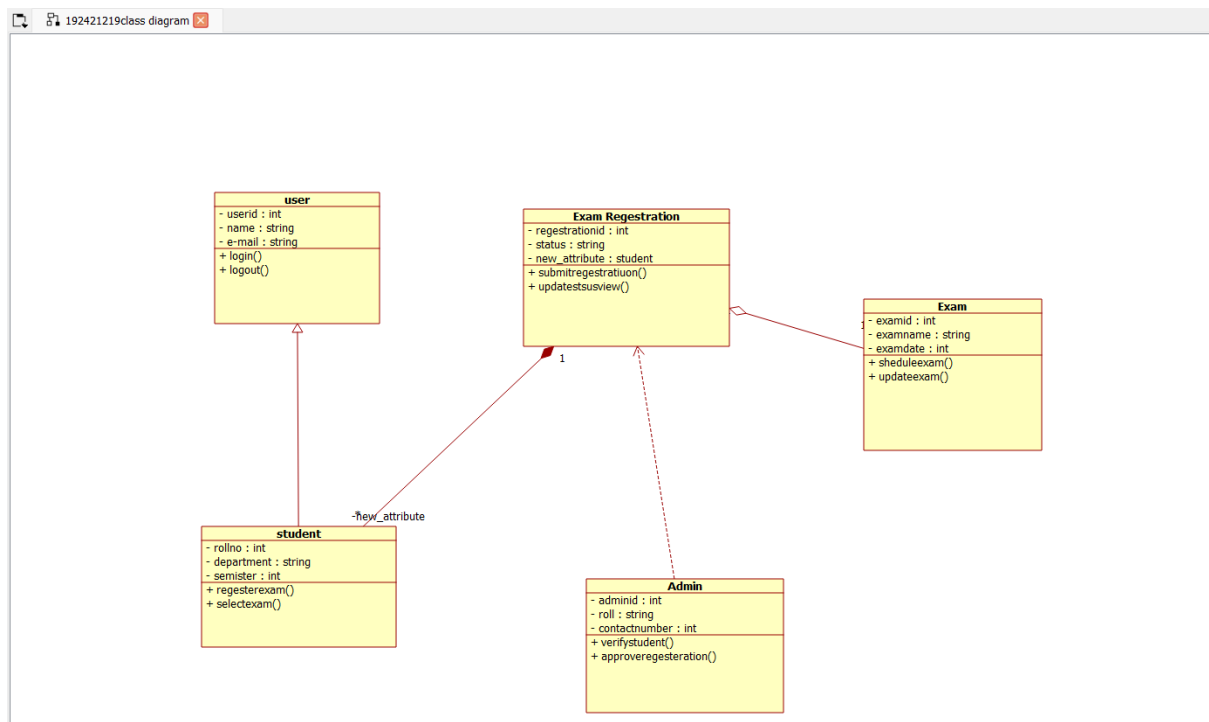 192421219class diagram
user
- userid : int
- name : string
- e-mail : string
+ login()
+ logout()
Exam Regestration
- regestrationid : int
- status : string
- new_attribute : student
+ submitregestratiuon()
+ updatestsusview()
1
Exam
- examid : int
- examname : string
- examdate : int
+ sheduleexam()
+ updateexam()
1
-new_attribute
*
student
- rollno : int
- department : string
- semister : int
+ regesterexam()
+ selectexam()
Admin
- adminid : int
- roll : string
- contactnumber : int
+ verifystudent()
+ approveregesteration()